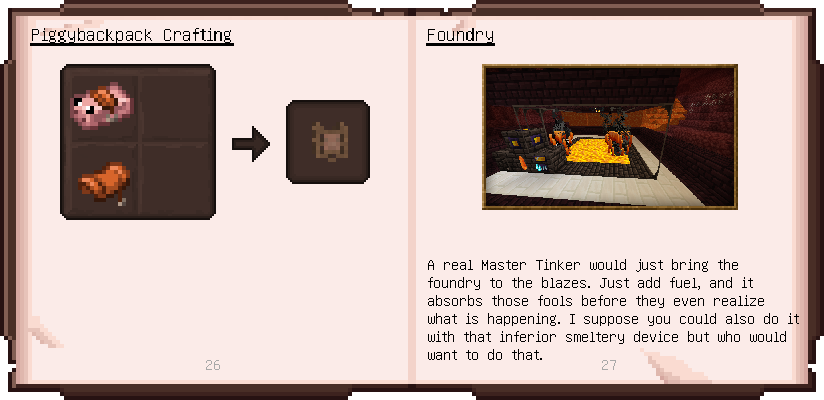 Piggybackpack Crafting
26
Foundry
A real Master Tinker would just bring the
foundry to the blazes. Just add fuel, and it
absorbs those fools before they even realize
what is happening. I suppose you could also do it
with that inferior smeltery device but who would
want to do that.
27